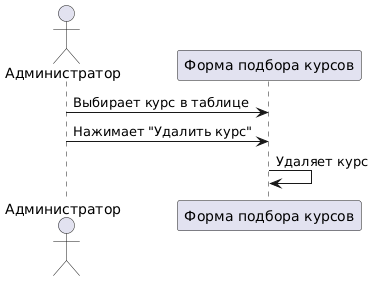 Администратор
Форма подбора курсов
Выбирает курс в таблице
Нажимает "Удалить курс"
Удаляет курс
Администратор
Форма подбора курсов